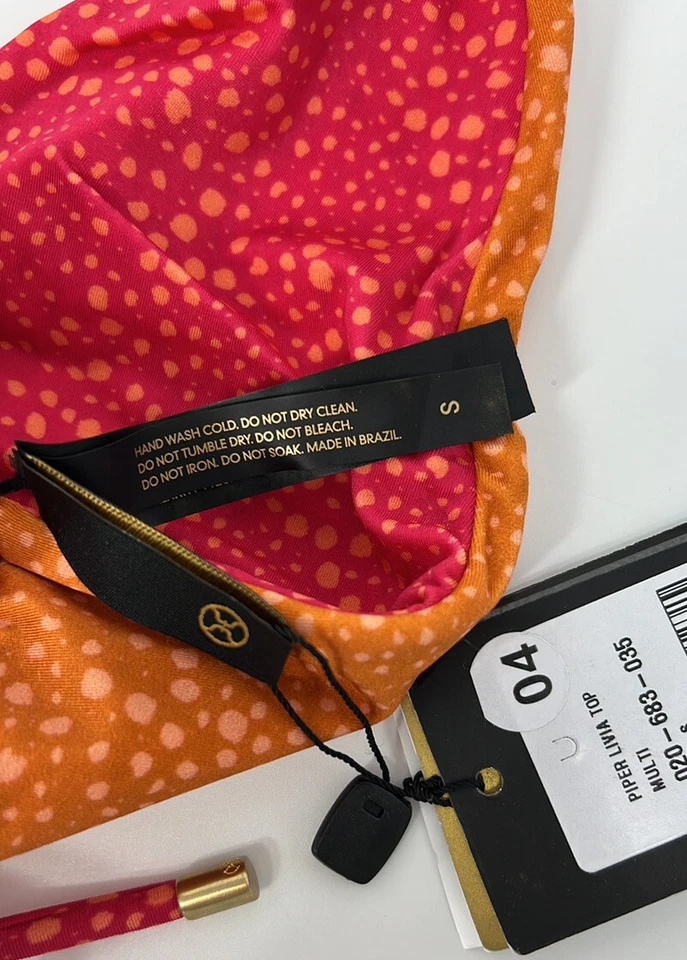 HAND WASH COLD. DO NOT DRY CLEAN.
DO NOT TUMBLE DRY. DO NOT BLEACH.
DO NOT IRON. DO NOT SOAK. MADE IN BRAZIL.
S
04
PIPER LIVIA TOP
MULTI
020-683-035